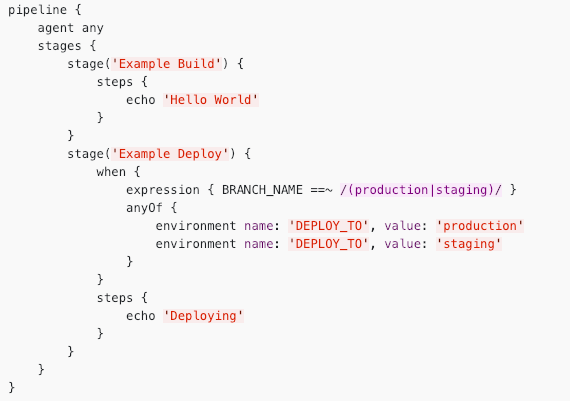 pipeline {
    agent any
    stages {
        stage('Example Build') {
            steps {
                echo 'Hello World'
            }
        }
        stage('Example Deploy') {
            when {
                expression { BRANCH_NAME ==~ /(production|staging)/ }
                anyOf {
                    environment name: 'DEPLOY_TO', value: 'production'
                    environment name: 'DEPLOY_TO', value: 'staging'
                }
            }
            steps {
                echo 'Deploying'
            }
        }
    }
}